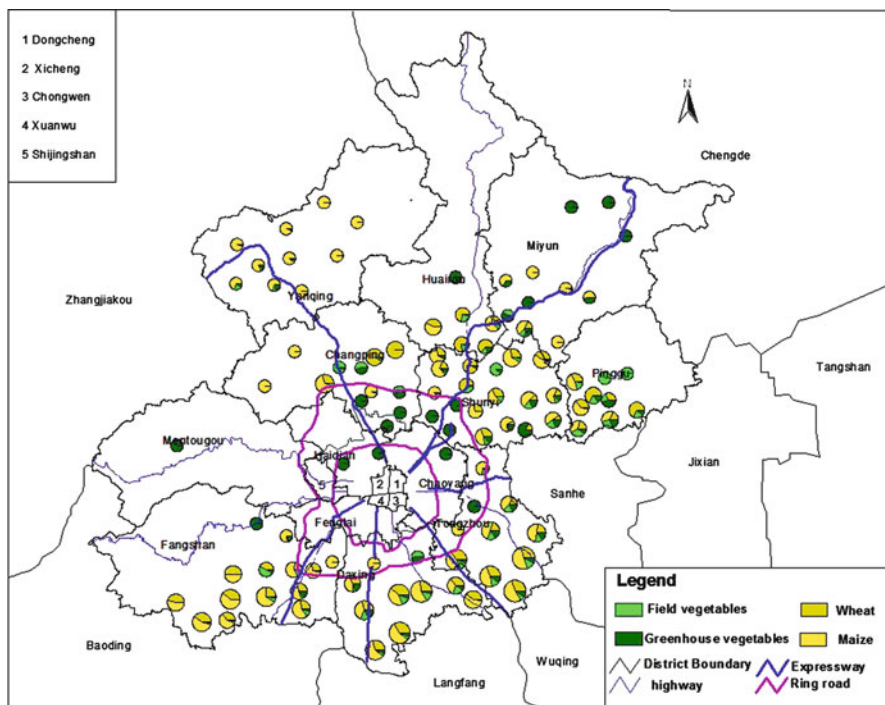 1 Dongcheng
2 Xicheng
3 Chongwen
4 Xuanwu
5 Shijingshan
N
Chengde
Miyun
Huairou
Zhangjiakou
Yanqing
Tangshan
Changping
Pinggu
Shunyi
Mentougou
Haidian
Jixian
5
2 1
Chaoyang
Sanhe
4 3
Fengtai
Tongzhou
Fangshan
Daxing
Baoding
Wuqing
Langfang
Legend
Field vegetables
Wheat
Greenhouse vegetables
Maize
District Boundary
Expressway
highway
Ring road